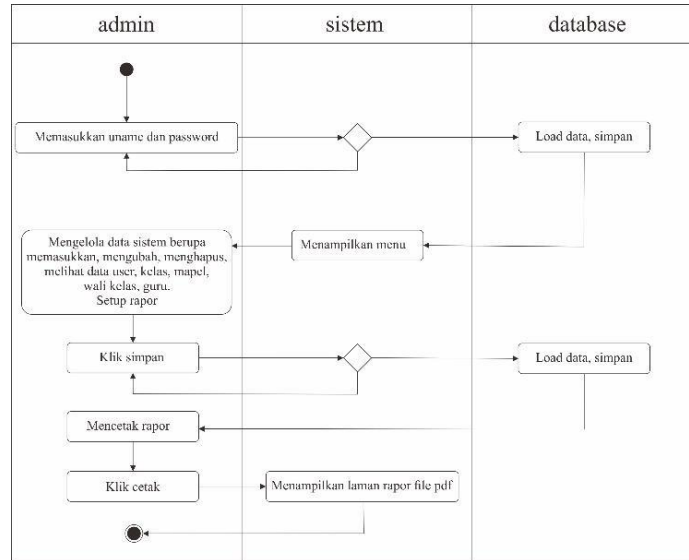 admin
sistem
database
Memasukkan uname dan password
Load data, simpan
Mengelola data sistem berupa
memasukkan, mengubah, menghapus,
melihat data user, kelas, mapel,
wali kelas, guru.
Setup rapor
Menampilkan menu
Klik simpan
Load data, simpan
Mencetak rapor
Klik cetak
Menampilkan laman rapor file pdf